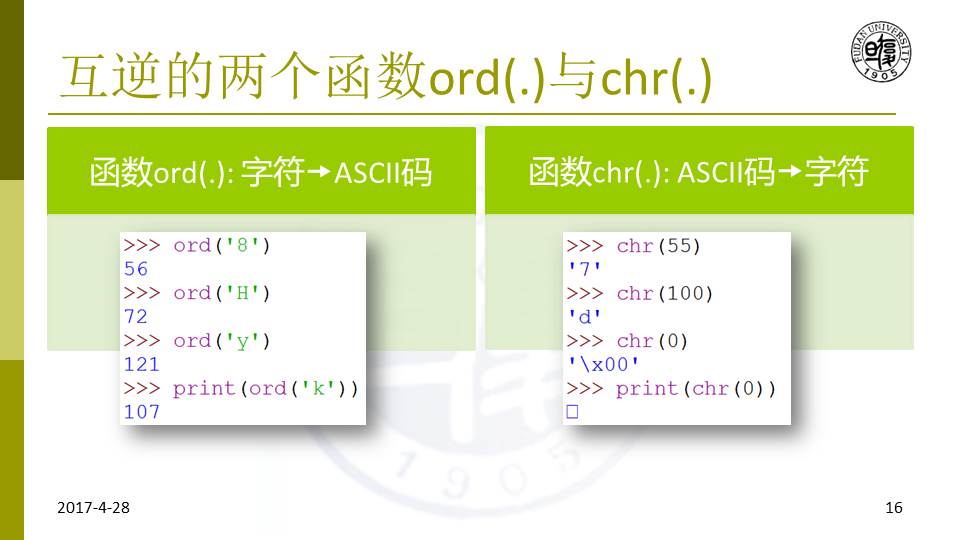 互逆的两个函数ord(.)与chr(.)
FUDAN UNIVERSITY
1905
函数ord(.): 字符→ASCII码
函数chr(.): ASCII码→字符
>>> ord('8')
56
>>> ord('H')
72
>>> ord('y')
121
>>> print(ord('k'))
107
>>> chr(55)
'7'
>>> chr(100)
'd'
>>> chr(0)
'\x00'
>>> print(chr(0))
□
1905
2017-4-28
16